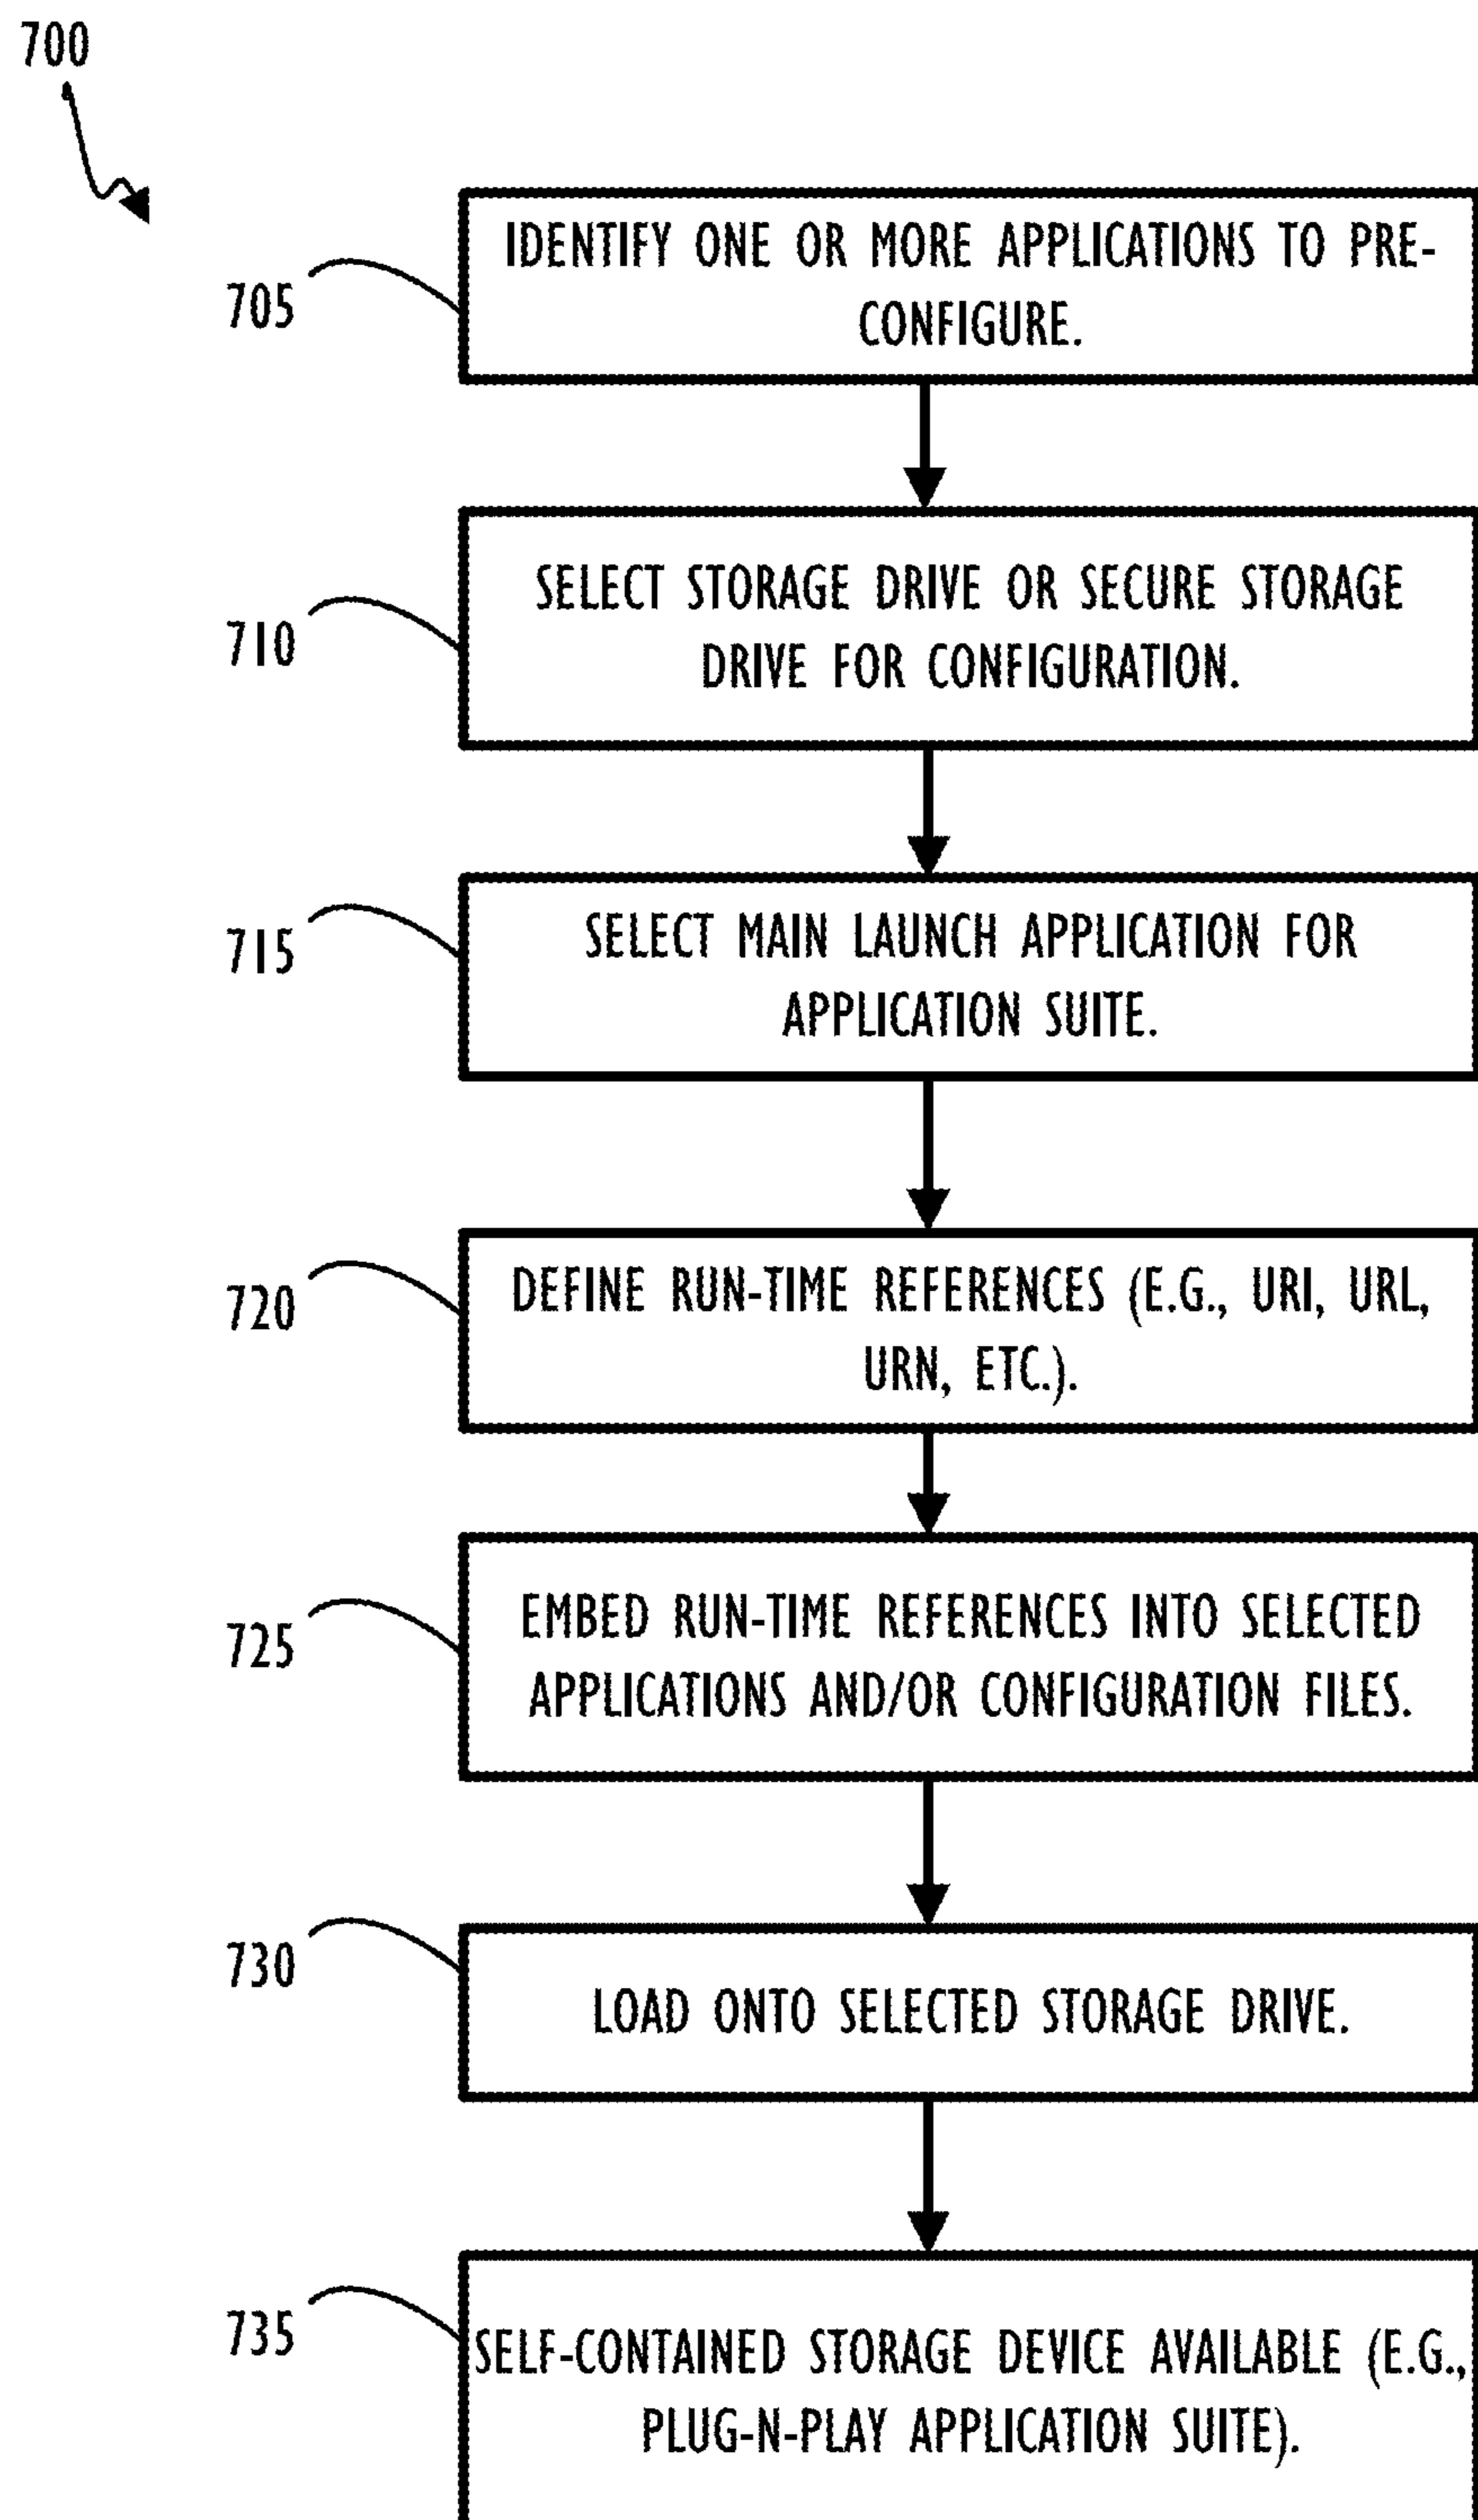 700
705
IDENTIFY ONE OR MORE APPLICATIONS TO PRE-
CONFIGURE.
710
SELECT STORAGE DRIVE OR SECURE STORAGE
DRIVE FOR CONFIGURATION.
715
SELECT MAIN LAUNCH APPLICATION FOR
APPLICATION SUITE.
720
DEFINE RUN-TIME REFERENCES (E.G., URI, URL,
URN, ETC.).
725
EMBED RUN-TIME REFERENCES INTO SELECTED
APPLICATIONS AND/OR CONFIGURATION FILES.
730
LOAD ONTO SELECTED STORAGE DRIVE.
735
SELF-CONTAINED STORAGE DEVICE AVAILABLE (E.G.,
PLUG-N-PLAY APPLICATION SUITE).